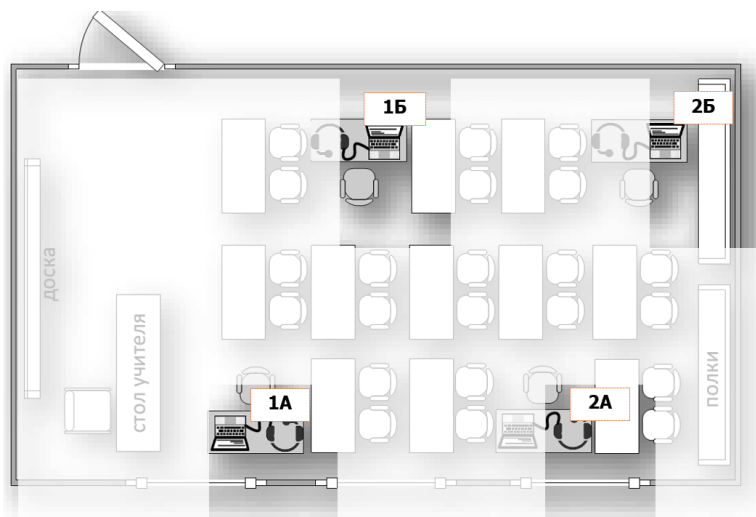 1Б
2Б
доска
стол учителя
1А
2А
полки